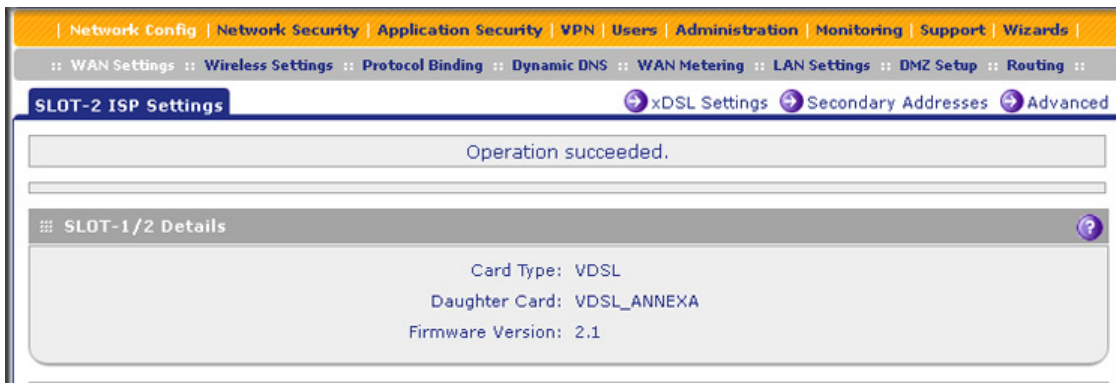 | Network Config | Network Security | Application Security | VPN | Users | Administration | Monitoring | Support | Wizards |
:: WAN Settings :: Wireless Settings :: Protocol Binding :: Dynamic DNS :: WAN Metering :: LAN Settings :: DMZ Setup :: Routing ::
SLOT-2 ISP Settings xDSL Settings Secondary Addresses Advanced
Operation succeeded.
SLOT-1/2 Details ?
Card Type: VDSL
Daughter Card: VDSL_ANNEXA
Firmware Version: 2.1